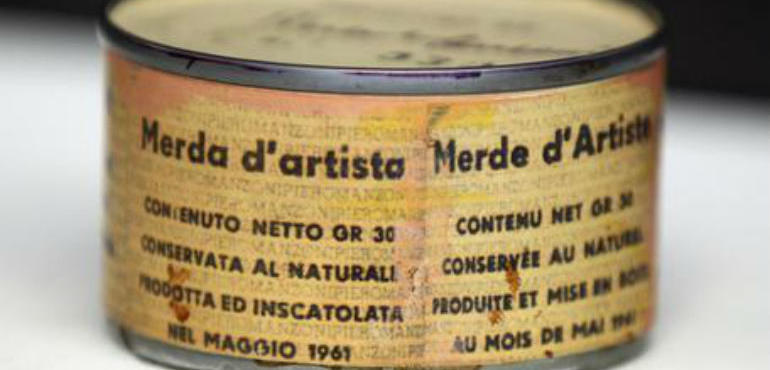 Merda d'artista
CONTENUTO NETTO GR 30
CONSERVATA AL NATURALE
PRODOTTA ED INSCATOLATA
NEL MAGGIO 1961
Merde d'Artiste
CONTENU NET GR 30
CONSERVÉE AU NATUREL
PRODUITE ET MISE EN BOITE
AU MOIS DE MAI 1961